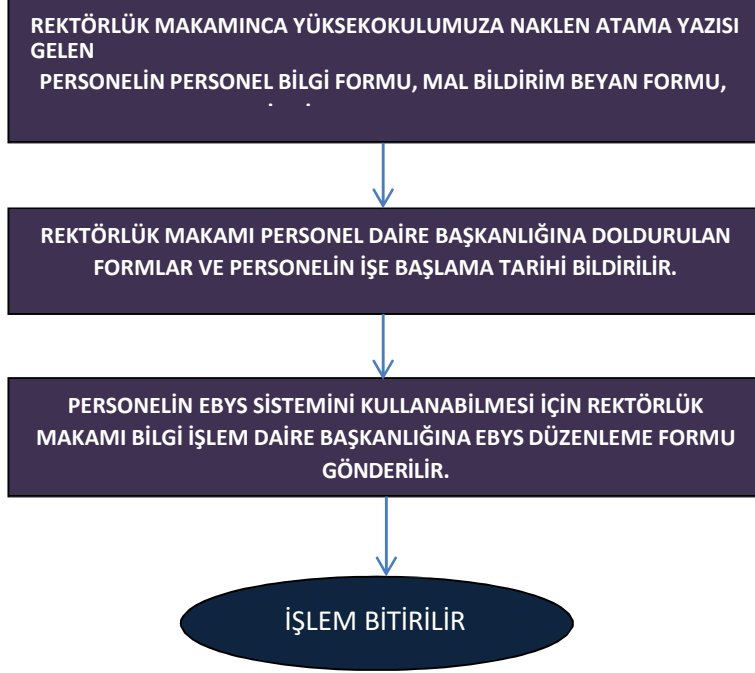 REKTÖRLÜK MAKAMINCA YÜKSEKOKULUMUZA NAKLEN ATAMA YAZISI
GELEN
PERSONELİN PERSONEL BİLGİ FORMU, MAL BİLDİRİM BEYAN FORMU,
REKTÖRLÜK MAKAMI PERSONEL DAİRE BAŞKANLIĞINA DOLDURULAN
FORMLAR VE PERSONELİN İŞE BAŞLAMA TARİHİ BİLDİRİLİR.
PERSONELİN EBYS SİSTEMİNİ KULLANABİLMESİ İÇİN REKTÖRLÜK
MAKAMI BİLGİ İŞLEM DAİRE BAŞKANLIĞINA EBYS DÜZENLEME FORMU
GÖNDERİLİR.
İŞLEM BİTİRİLİR